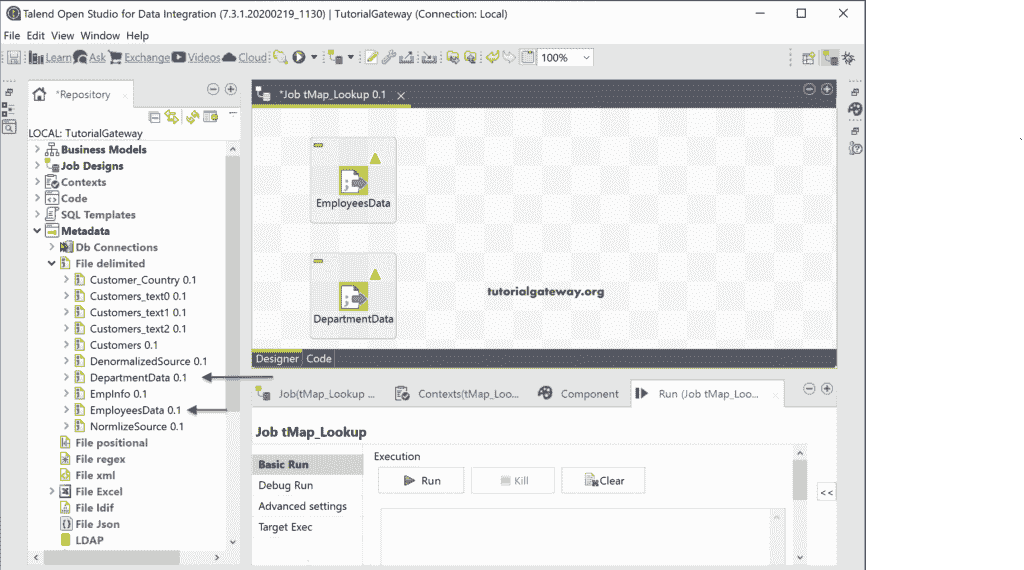 Talend Open Studio for Data Integration (7.3.1.20200219_1130) | TutorialGateway (Connection: Local)
File Edit View Window Help
Learn Ask Exchange Videos Cloud 100%
*Repository
LOCAL: TutorialGateway
Business Models
Job Designs
Contexts
Code
SQL Templates
Metadata
Db Connections
File delimited
Customer_Country 0.1
Customers_text0 0.1
Customers_text1 0.1
Customers_text2 0.1
Customers 0.1
DenormalizedSource 0.1
DepartmentData 0.1
EmpInfo 0.1
EmployeesData 0.1
NormlizeSource 0.1
File positional
File regex
File xml
File Excel
File ldif
File Json
LDAP
*Job tMap_Lookup 0.1
EmployeesData
DepartmentData
tutorialgateway.org
Designer Code
Job(tMap_Lookup ... Contexts(tMap_Loo... Component Run (Job tMap_Loo...
Job tMap_Lookup
Basic Run
Debug Run
Advanced settings
Target Exec
Execution
Run Kill Clear
<<